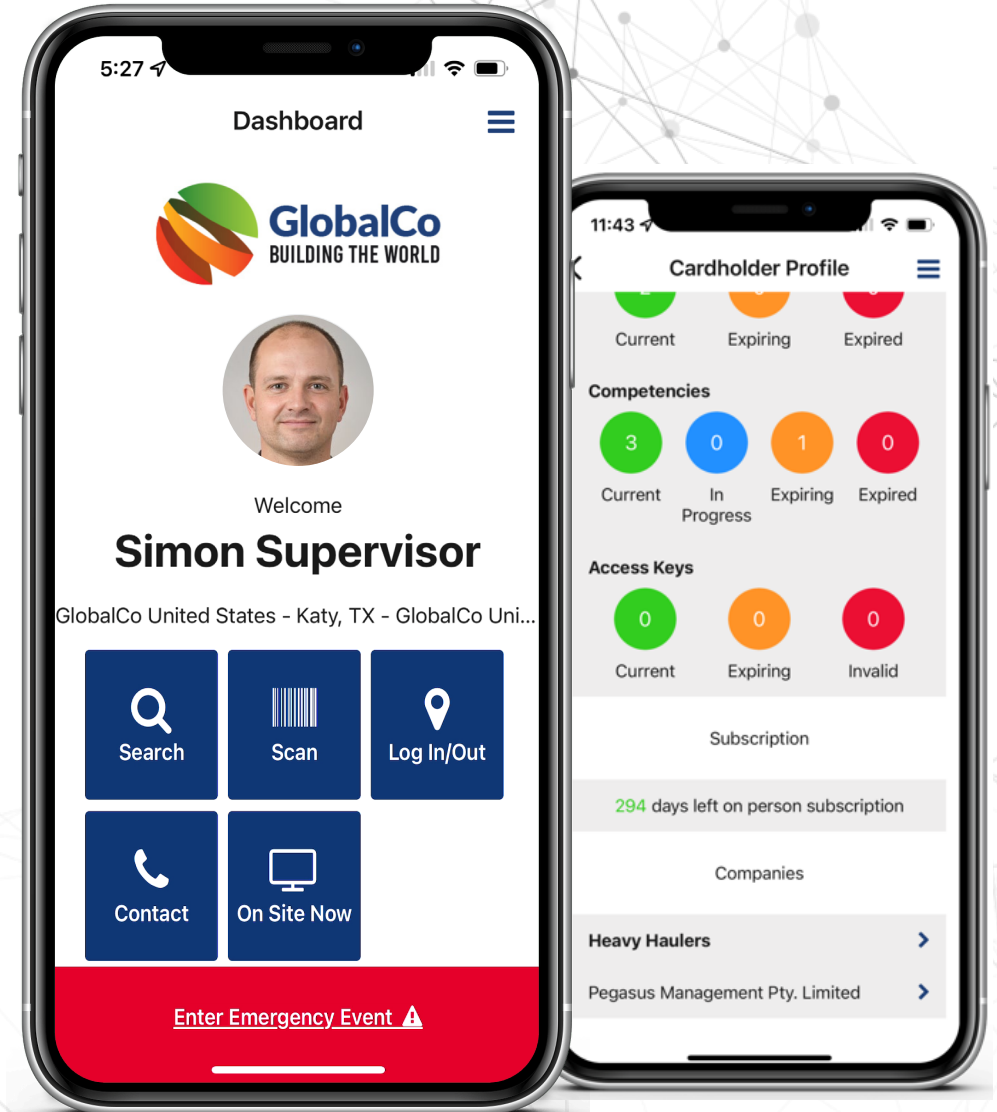 5:27
Dashboard
GlobalCo
BUILDING THE WORLD
Welcome
Simon Supervisor
GlobalCo United States - Katy, TX - GlobalCo Uni...
Search
Scan
Log In/Out
Contact
On Site Now
Enter Emergency Event
11:43
Cardholder Profile
Current Expiring Expired
Competencies
3 0 1 0
Current In Progress Expiring Expired
Access Keys
0 0 0
Current Expiring Invalid
Subscription
294 days left on person subscription
Companies
Heavy Haulers
Pegasus Management Pty. Limited